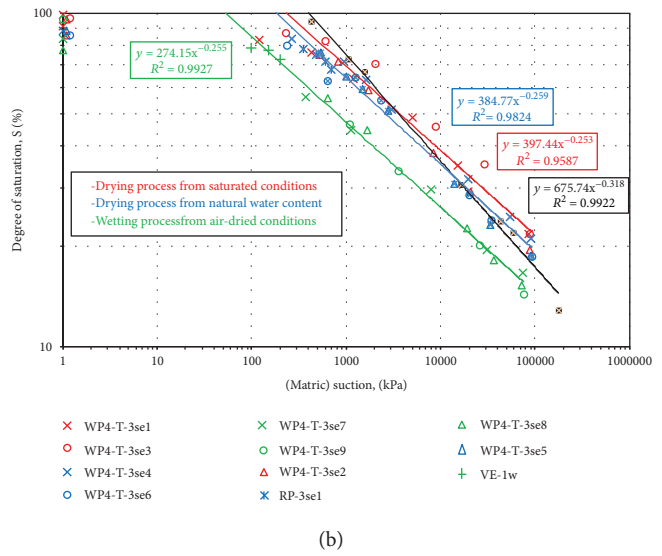 Degree of saturation, S (%)
100
10
y = 274.15x^−0.255
R² = 0.9927
y = 384.77x^−0.259
R² = 0.9824
y = 397.44x^−0.253
R² = 0.9587
y = 675.74x^−0.318
R² = 0.9922
-Drying process from saturated conditions
-Drying process from natural water content
-Wetting processfrom air-dried conditions
1 10 100 1000 10000 100000 1000000
(Matric) suction, (kPa)
WP4-T-3se1 WP4-T-3se7 WP4-T-3se8
WP4-T-3se3 WP4-T-3se9 WP4-T-3se5
WP4-T-3se4 WP4-T-3se2 VE-1w
WP4-T-3se6 RP-3se1
(b)